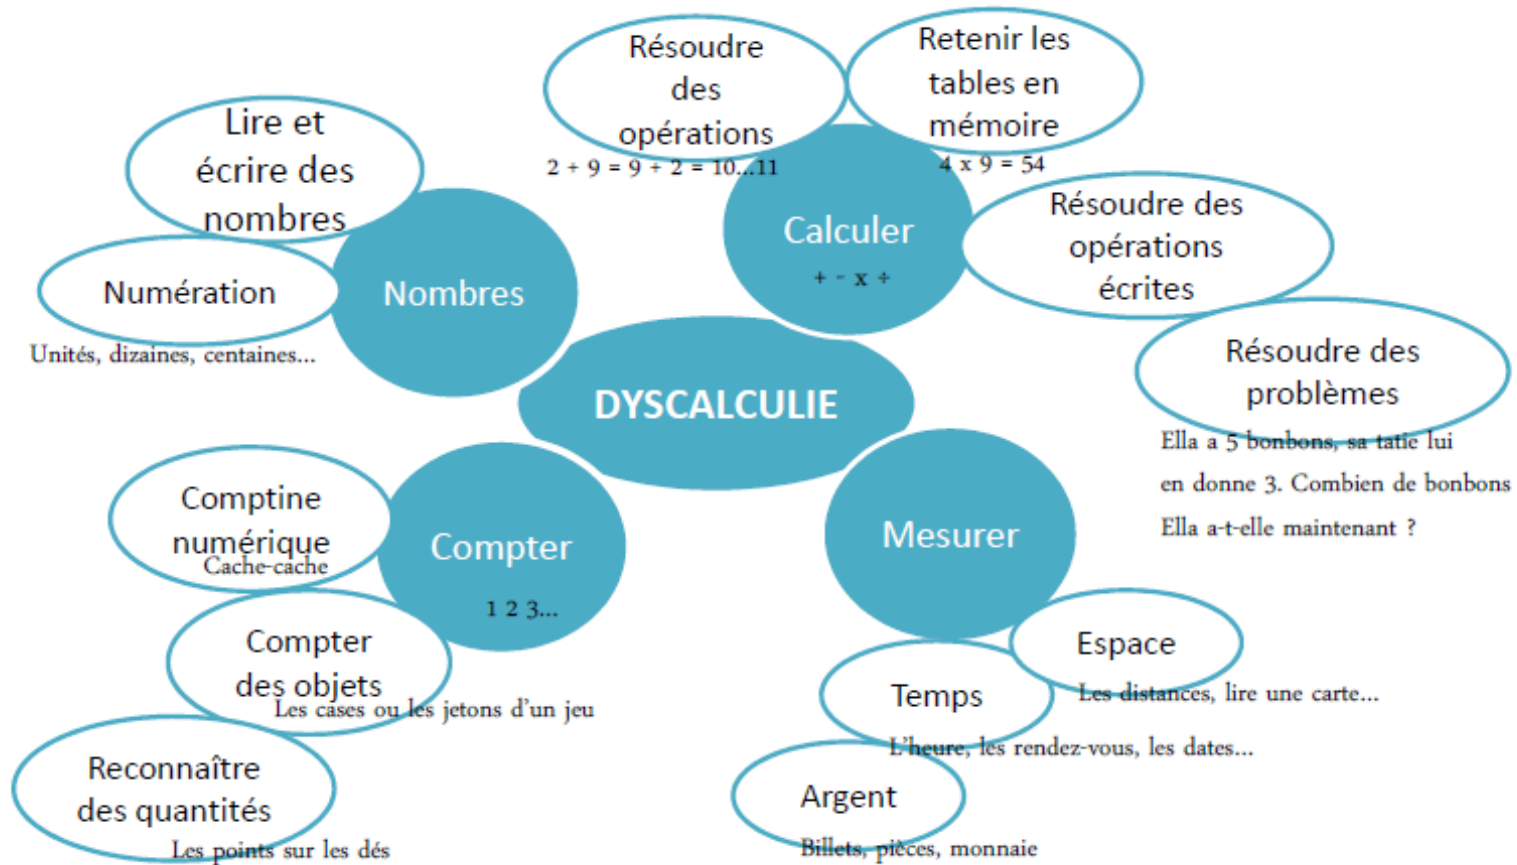 Résoudre
des
opérations
2 + 9 = 9 + 2 = 10...11
Retenir les
tables en
mémoire
4 x 9 = 54
Lire et
écrire des
nombres
Numération
Unités, dizaines, centaines...
Nombres
Calculer
+ - x ÷
Résoudre des
opérations
écrites
Résoudre des
problèmes
Ella a 5 bonbons, sa tatie lui
en donne 3. Combien de bonbons
Ella a-t-elle maintenant ?
DYSCALCULIE
Comptine
numérique
Cache-cache
Compter
1 2 3...
Compter
des objets
Les cases ou les jetons d'un jeu
Reconnaître
des quantités
Les points sur les dés
Mesurer
Espace
Les distances, lire une carte...
Temps
L'heure, les rendez-vous, les dates...
Argent
Billets, pièces, monnaie